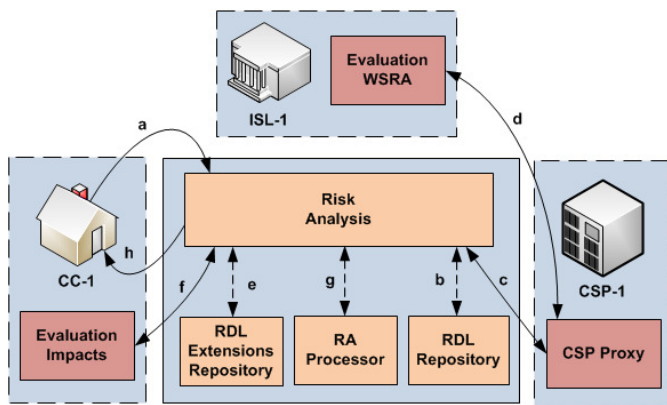 Evaluation
WSRA
ISL-1
a
d
Risk
Analysis
h
CC-1
CSP-1
f
e
g
b
c
Evaluation
Impacts
RDL
Extensions
Repository
RA
Processor
RDL
Repository
CSP Proxy